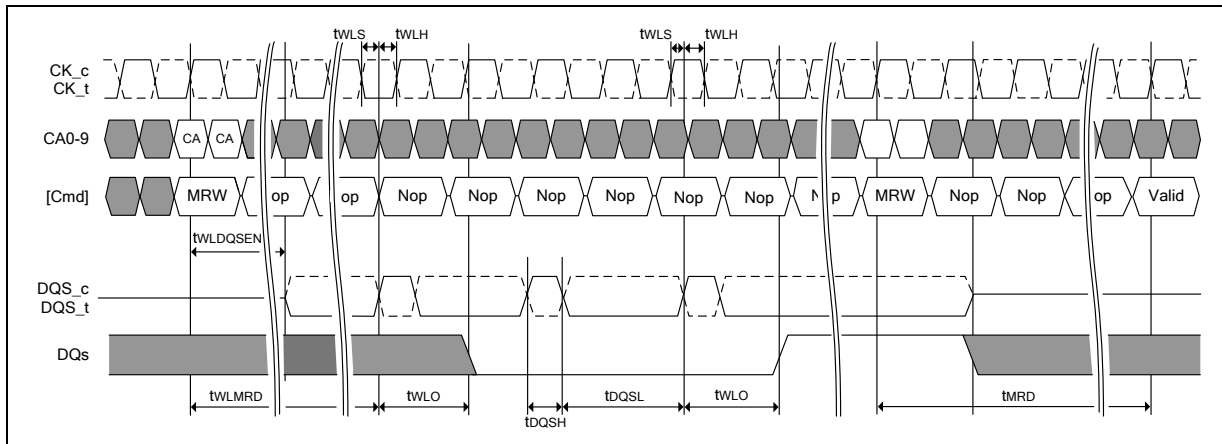 tWLS tWLH tWLS tWLH
CK_c
CK_t
CA0-9 CA CA
[Cmd] MRW op op Nop Nop Nop Nop Nop Nop N p MRW Nop Nop op Valid
tWLDQSEN
DQS_c
DQS_t
DQs
tWLMRD tWLO tDQSL tWLO tMRD
tDQSH